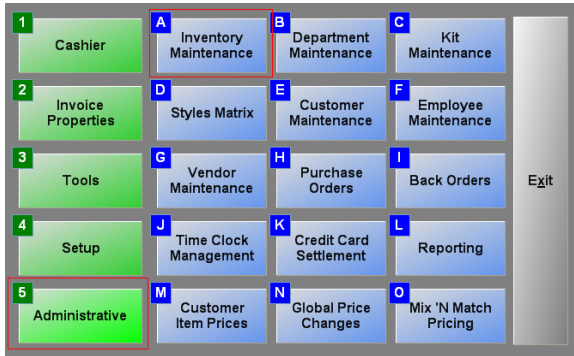 1
Cashier
A
Inventory
Maintenance
B
Department
Maintenance
C
Kit
Maintenance
2
Invoice
Properties
D
Styles Matrix
E
Customer
Maintenance
F
Employee
Maintenance
3
Tools
G
Vendor
Maintenance
H
Purchase
Orders
I
Back Orders
Exit
4
Setup
J
Time Clock
Management
K
Credit Card
Settlement
L
Reporting
5
Administrative
M
Customer
Item Prices
N
Global Price
Changes
O
Mix 'N Match
Pricing